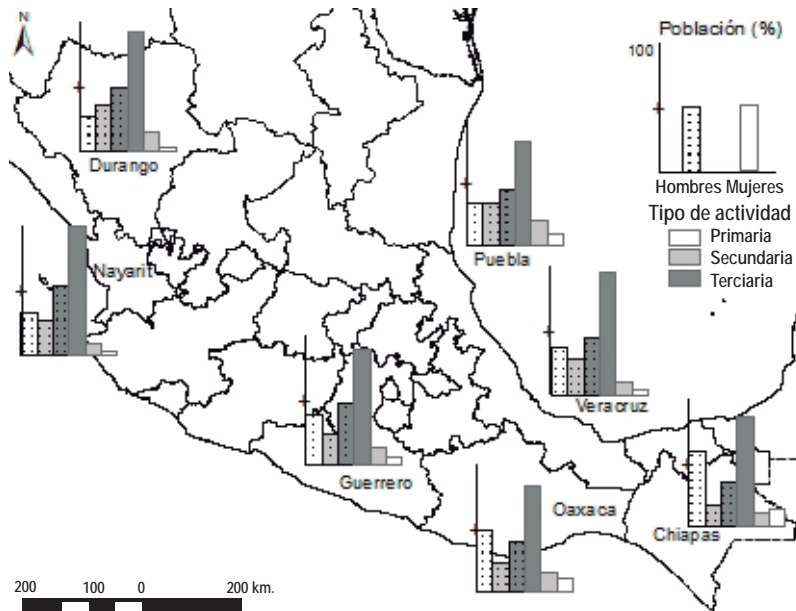 N
Población (%)
100
Hombres Mujeres
Tipo de actividad
Primaria
Secundaria
Terciaria
Durango
Puebla
Nayarit
Veracruz
Guerrero
Oaxaca
Chiapas
200 100 0 200 km.